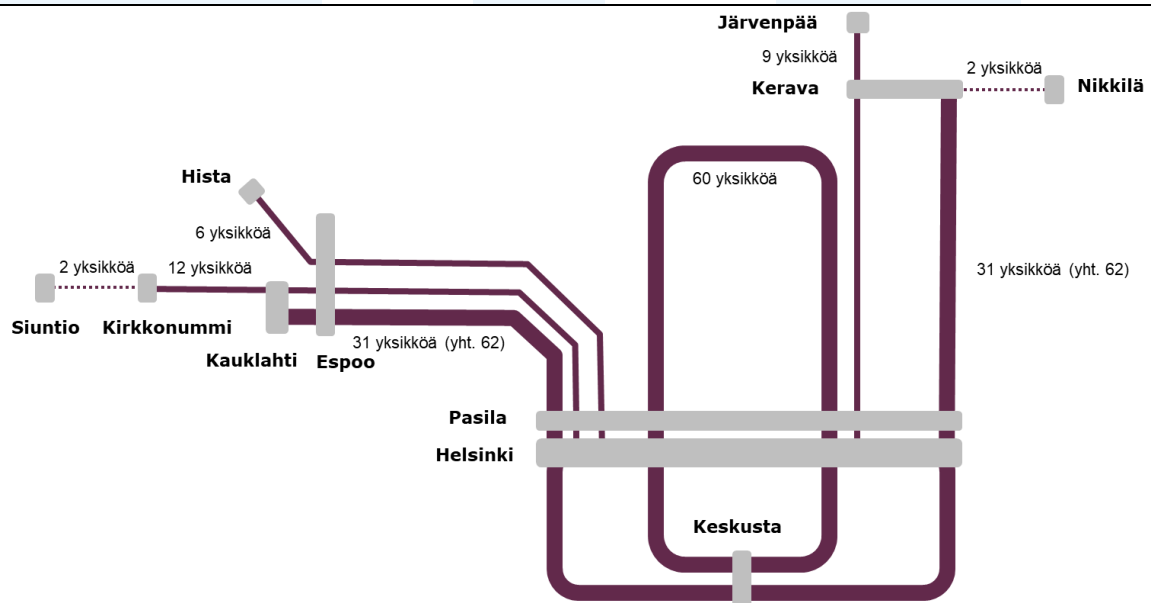 Järvenpää
9 yksikköä
2 yksikköä
Kerava
Nikkilä
Hista
60 yksikköä
6 yksikköä
2 yksikköä
12 yksikköä
31 yksikköä (yht. 62)
Siuntio
Kirkkonummi
31 yksikköä (yht. 62)
Kauklahti
Espoo
Pasila
Helsinki
Keskusta